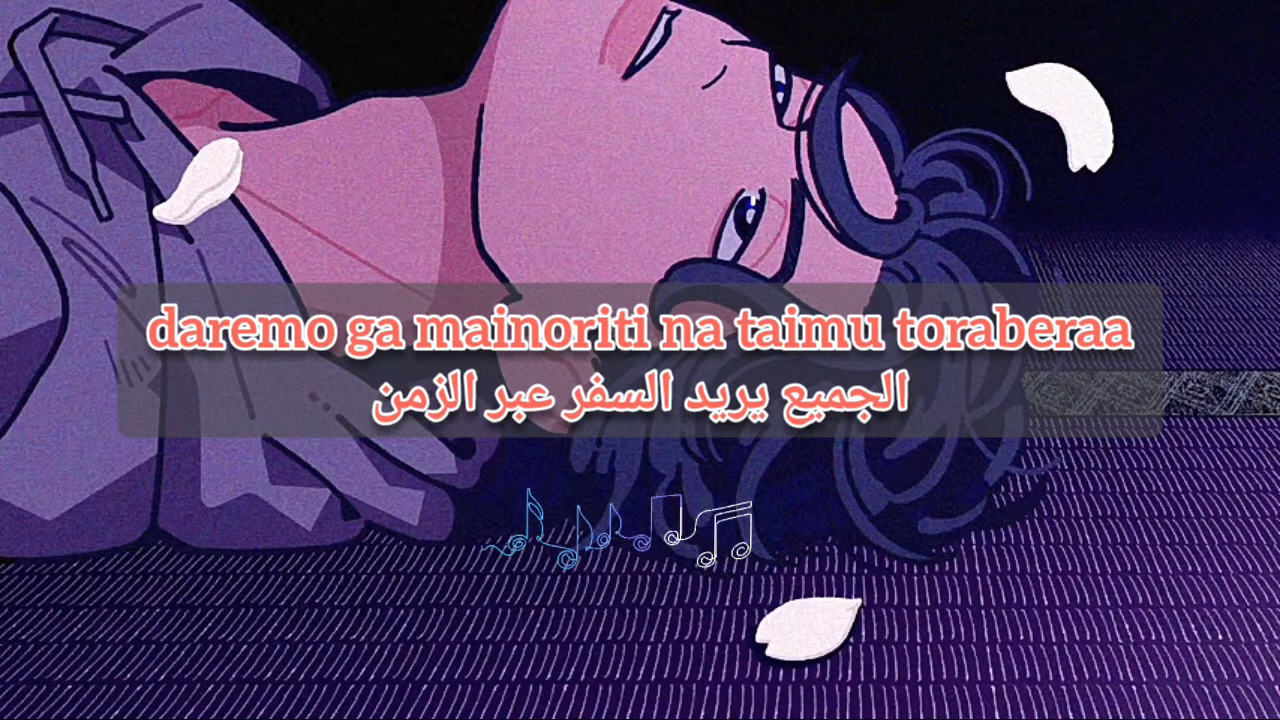 daremo ga mainoriti na taimu toraberaa
الجميع يريد السفر عبر الزمن